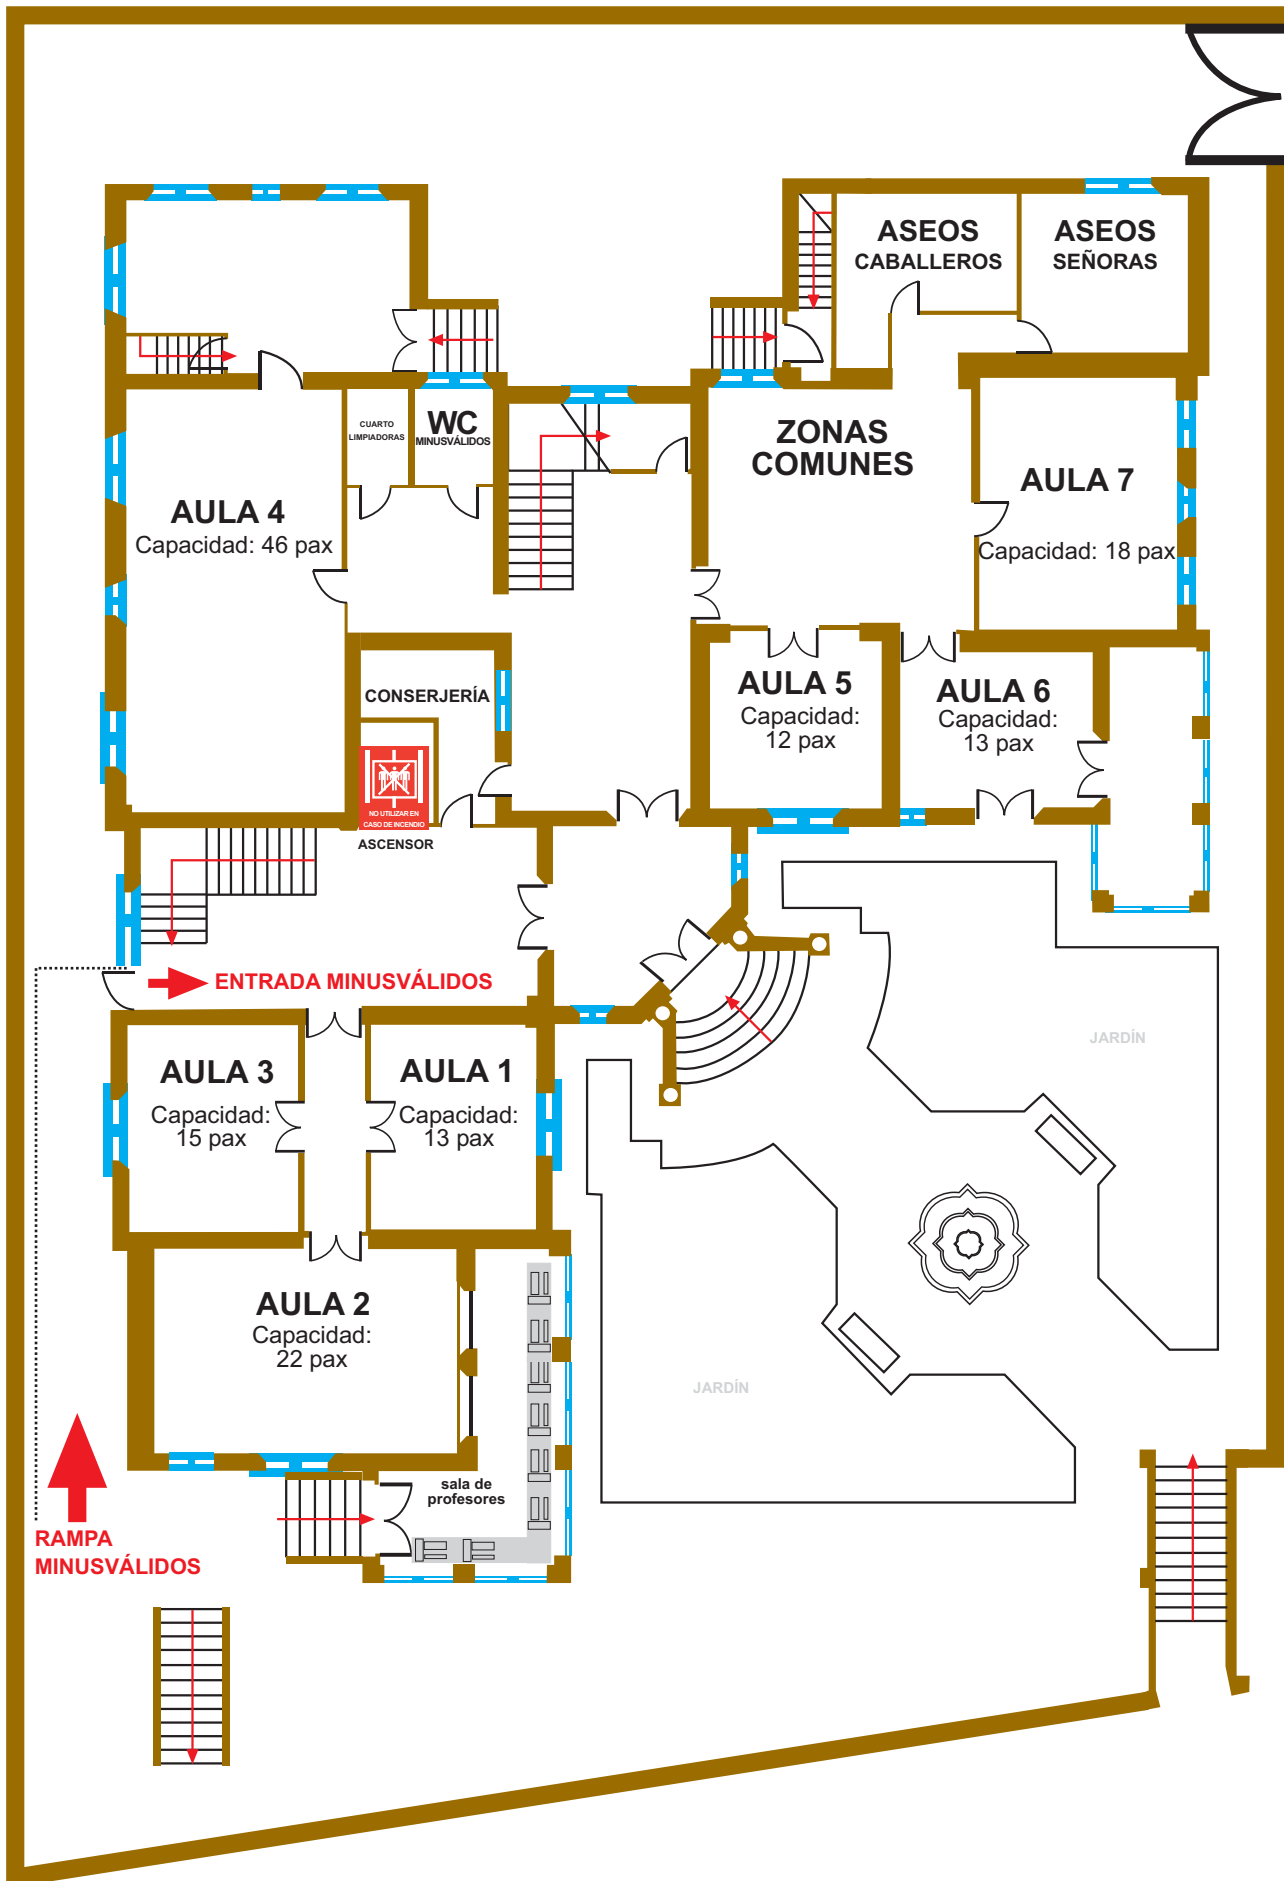 ASEOS
CABALLEROS
ASEOS
SEÑORAS
CUARTO
LIMPIADORAS
WC
MINUSVÁLIDOS
ZONAS
COMUNES
AULA 4
Capacidad: 46 pax
AULA 7
Capacidad: 18 pax
CONSERJERÍA
NO UTILIZAR EN
CASO DE INCENDIO
ASCENSOR
AULA 5
Capacidad:
12 pax
AULA 6
Capacidad:
13 pax
ENTRADA MINUSVÁLIDOS
AULA 3
Capacidad:
15 pax
AULA 1
Capacidad:
13 pax
JARDÍN
AULA 2
Capacidad:
22 pax
JARDÍN
sala de
profesores
RAMPA
MINUSVÁLIDOS